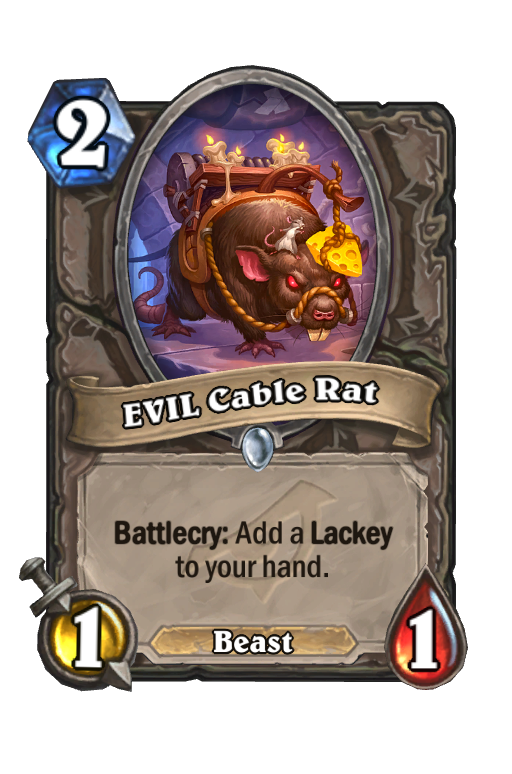 2
EVIL Cable Rat
Battlecry: Add a Lackey
to your hand.
1
Beast
1